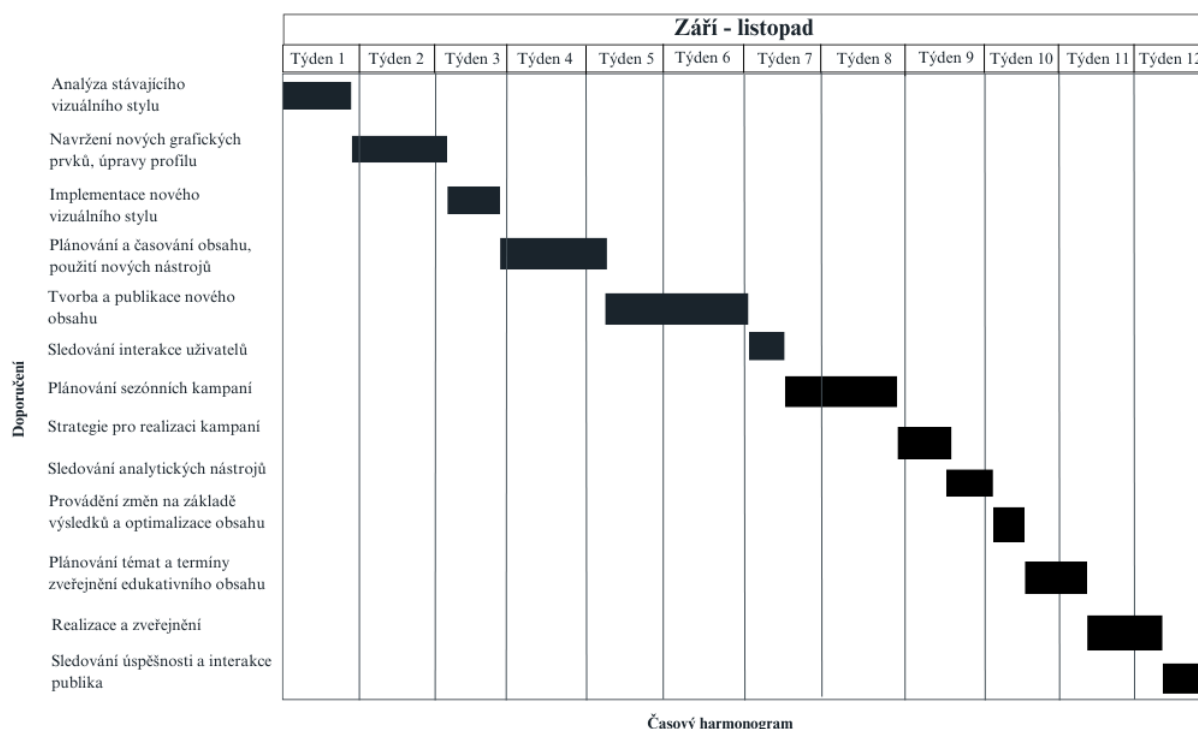 Září - listopad
Týden 1 Týden 2 Týden 3 Týden 4 Týden 5 Týden 6 Týden 7 Týden 8 Týden 9 Týden 10 Týden 11 Týden 12
Analýza stávajícího
vizuálního stylu
Navržení nových grafických
prvků, úpravy profilu
Implementace nového
vizuálního stylu
Plánování a časování obsahu,
použití nových nástrojů
Tvorba a publikace nového
obsahu
Sledování interakce uživatelů
Plánování sezónních kampaní
Strategie pro realizaci kampaní
Sledování analytických nástrojů
Provádění změn na základě
výsledků a optimalizace obsahu
Plánování témat a termíny
zveřejnění edukativního obsahu
Realizace a zveřejnění
Sledování úspěšnosti a interakce
publika
Doporučení
Časový harmonogram